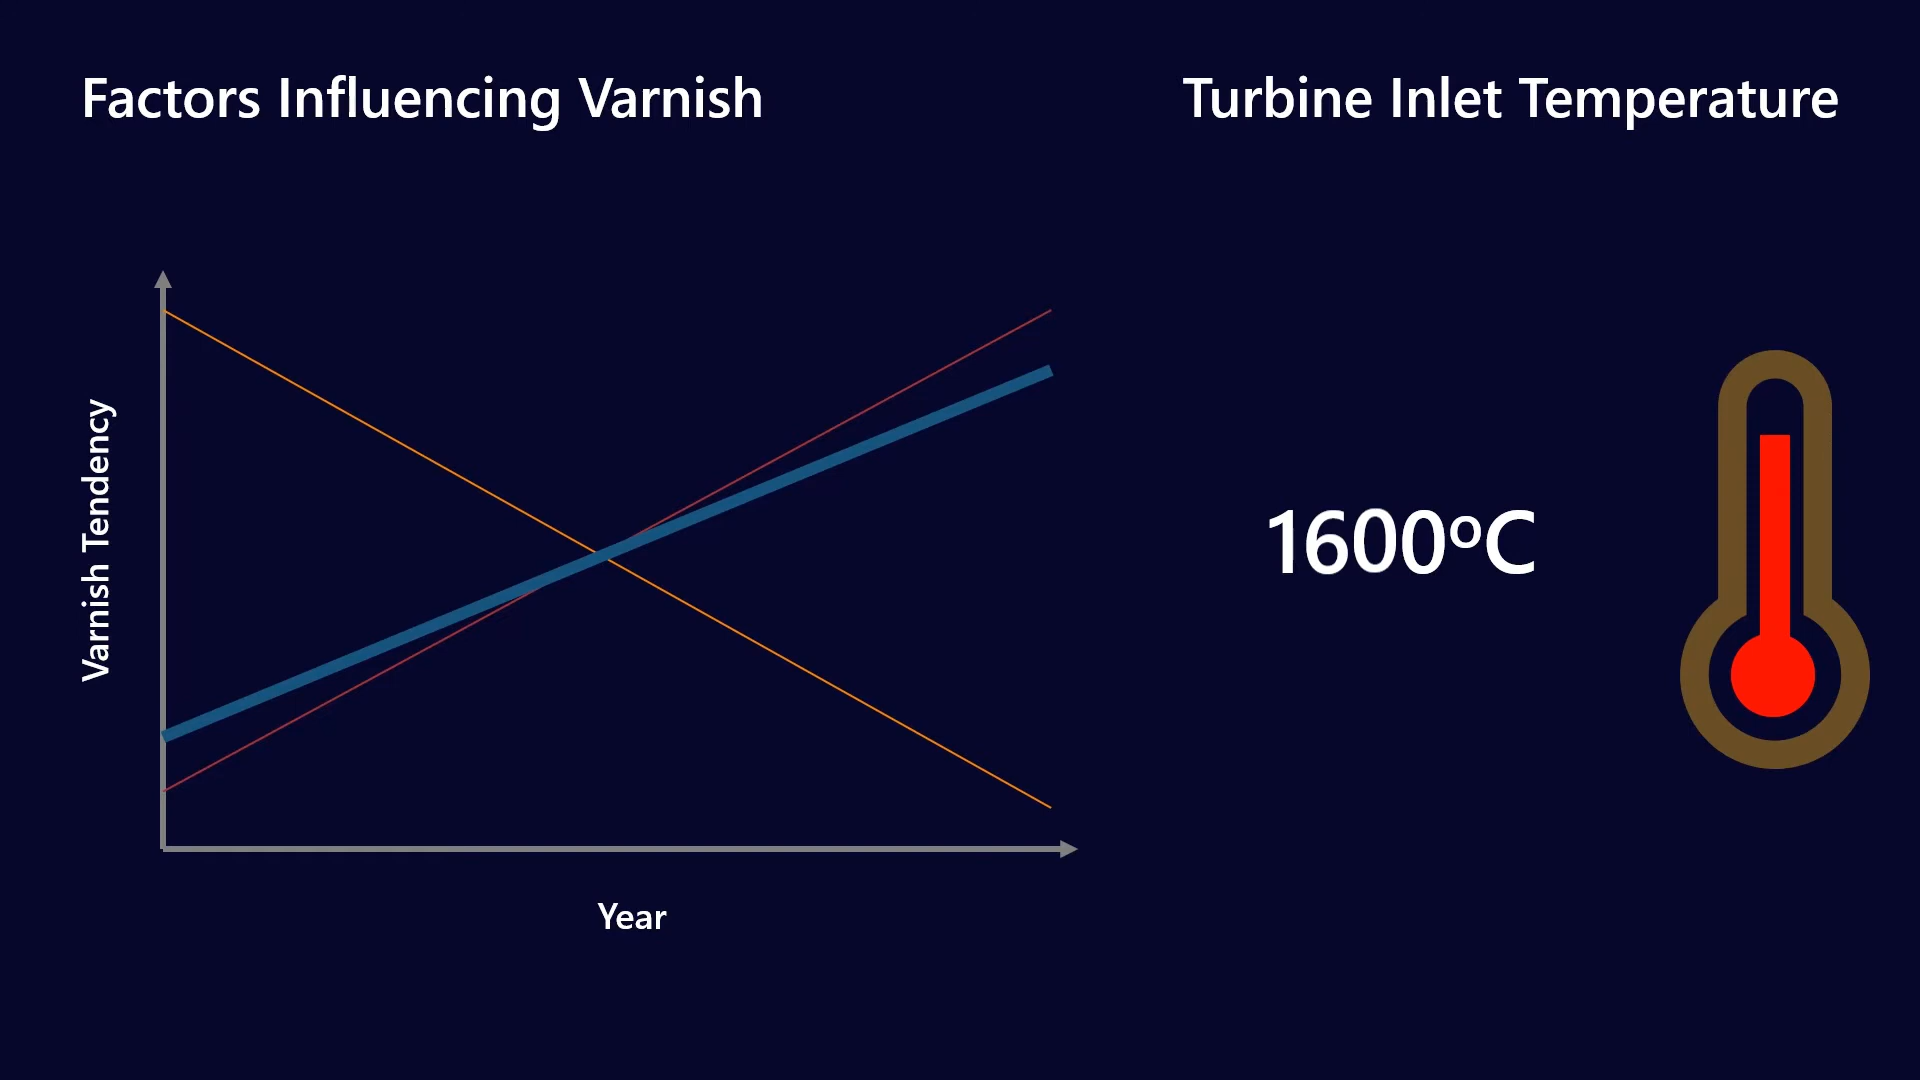 Factors Influencing Varnish
Turbine Inlet Temperature
Varnish Tendency
1600ºC
Year